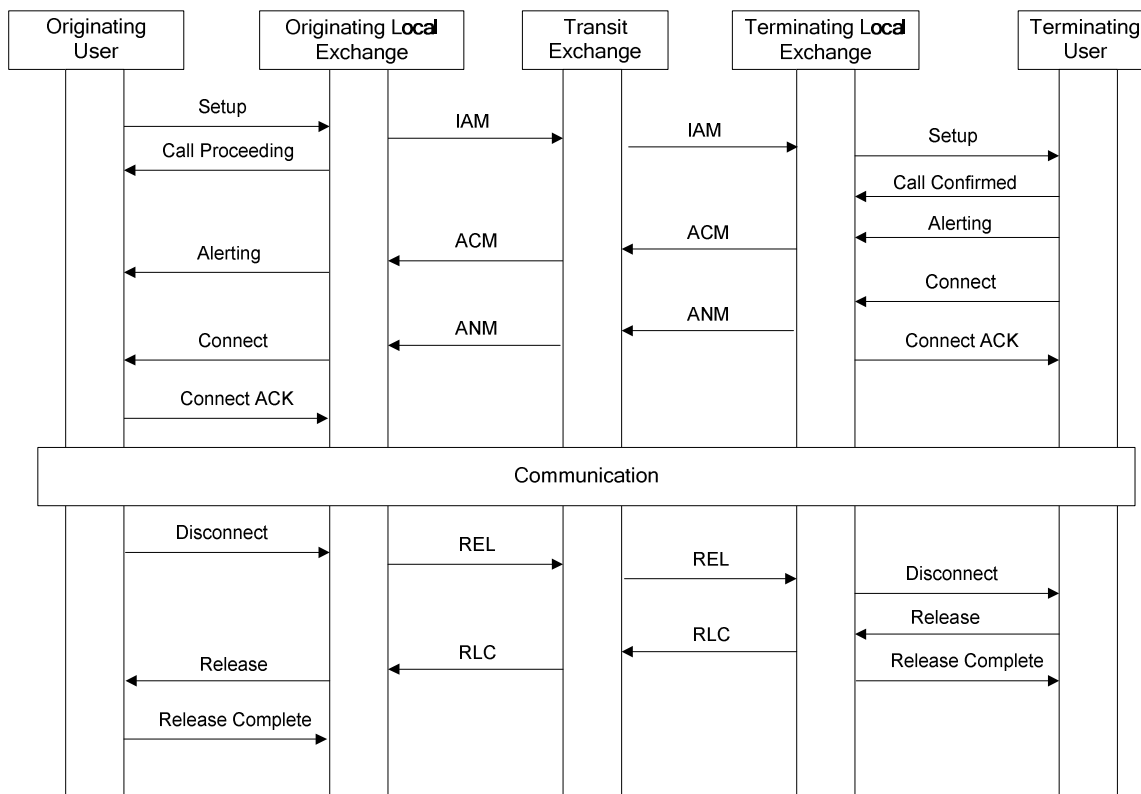 Originating
User
Originating Local
Exchange
Transit
Exchange
Terminating Local
Exchange
Terminating
User
Setup
IAM
IAM
Setup
Call Proceeding
Call Confirmed
Alerting
ACM
ACM
Alerting
Connect
ANM
ANM
Connect
Connect ACK
Connect ACK
Communication
Disconnect
REL
REL
Disconnect
Release
RLC
RLC
Release
Release Complete
Release Complete